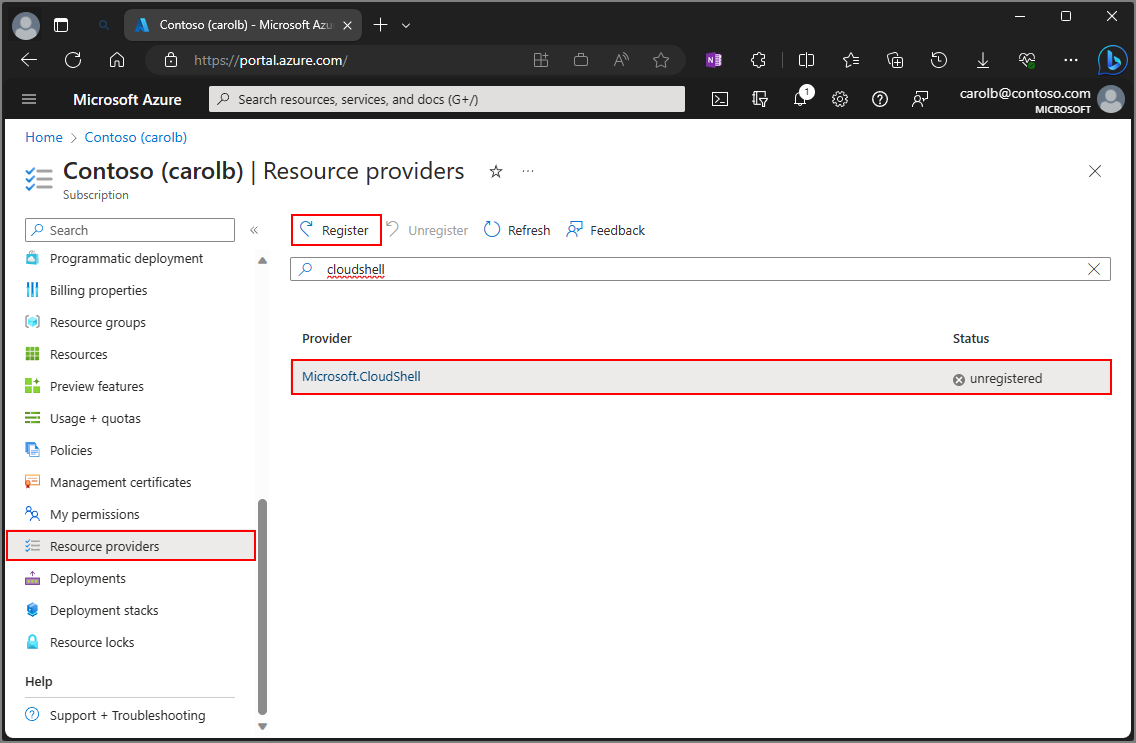 Contoso (carolb) - Microsoft Azu
https://portal.azure.com/
N
b
Microsoft Azure
Search resources, services, and docs (G+/)
1
carolb@contoso.com
MICROSOFT
Home > Contoso (carolb)
Contoso (carolb) | Resource providers
Subscription
Search
«
Register
Unregister
Refresh
Feedback
cloudshell
Programmatic deployment
Billing properties
Resource groups
Resources
Preview features
Usage + quotas
Policies
Management certificates
My permissions
Resource providers
Deployments
Deployment stacks
Resource locks
Help
Support + Troubleshooting
Provider
Status
Microsoft.CloudShell
unregistered